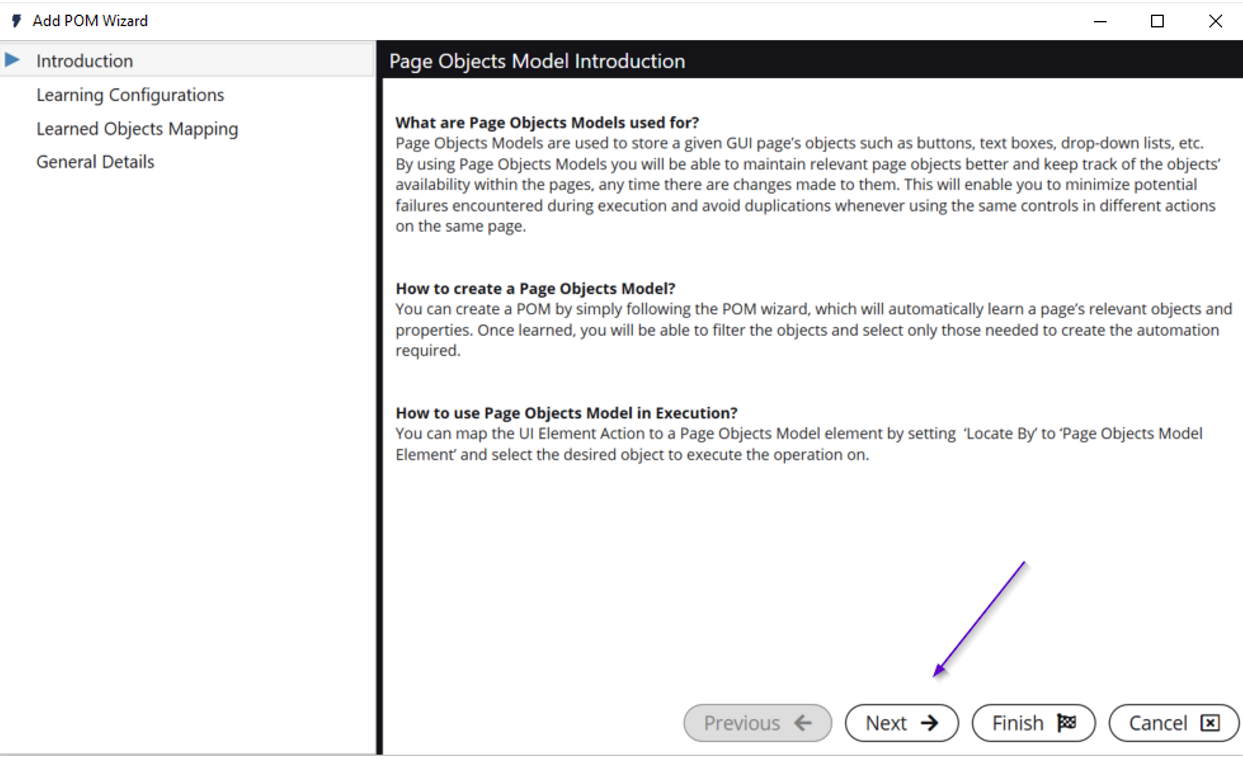 Add POM Wizard
Introduction
Learning Configurations
Learned Objects Mapping
General Details
Page Objects Model Introduction
What are Page Objects Models used for?
Page Objects Models are used to store a given GUI page’s objects such as buttons, text boxes, drop-down lists, etc.
By using Page Objects Models you will be able to maintain relevant page objects better and keep track of the objects’
availability within the pages, any time there are changes made to them. This will enable you to minimize potential
failures encountered during execution and avoid duplications whenever using the same controls in different actions
on the same page.
How to create a Page Objects Model?
You can create a POM by simply following the POM wizard, which will automatically learn a page’s relevant objects and
properties. Once learned, you will be able to filter the objects and select only those needed to create the automation
required.
How to use Page Objects Model in Execution?
You can map the UI Element Action to a Page Objects Model element by setting  ‘Locate By’ to ‘Page Objects Model
Element’ and select the desired object to execute the operation on.
Previous Next Finish Cancel